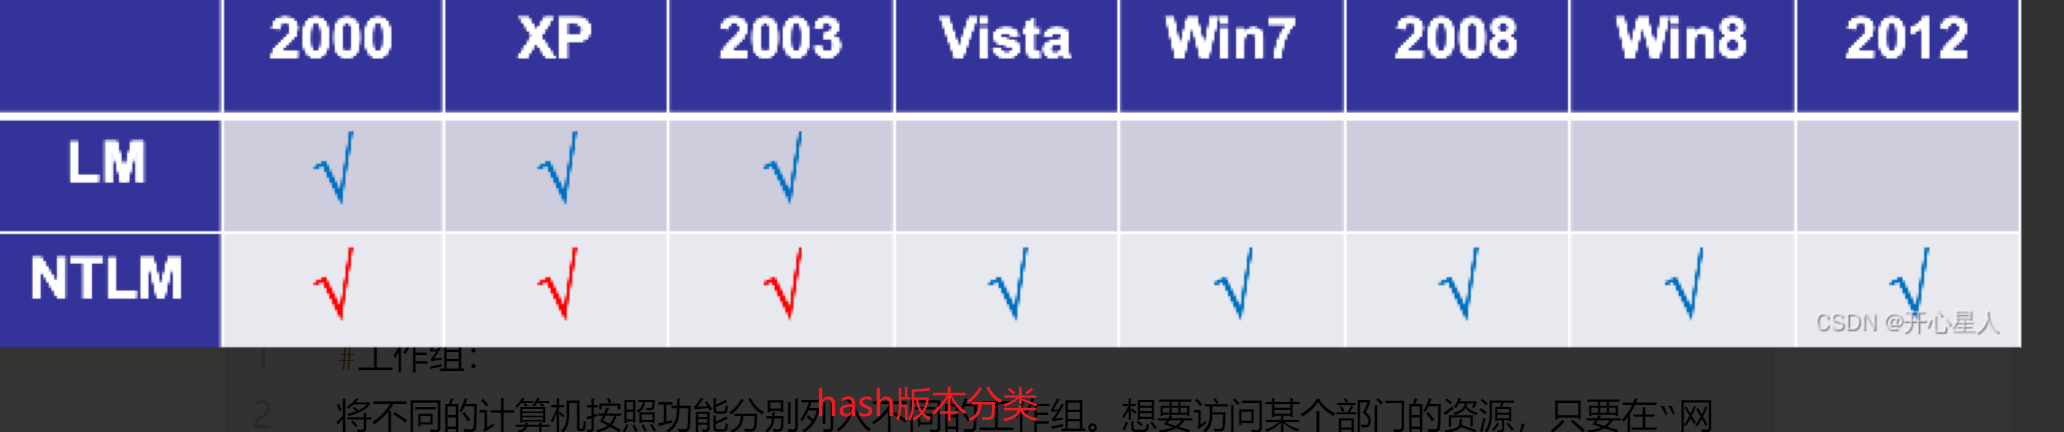 2000 XP 2003 Vista Win7 2008 Win8 2012
LM √ √ √
NTLM √ √ √ √ √ √ √ √
CSDN @开心星人
1 #工作组：
hash版本分类
2 将不同的计算机按照功能分别列入不同的工作组。想要访问某个部门的资源，只要在“网